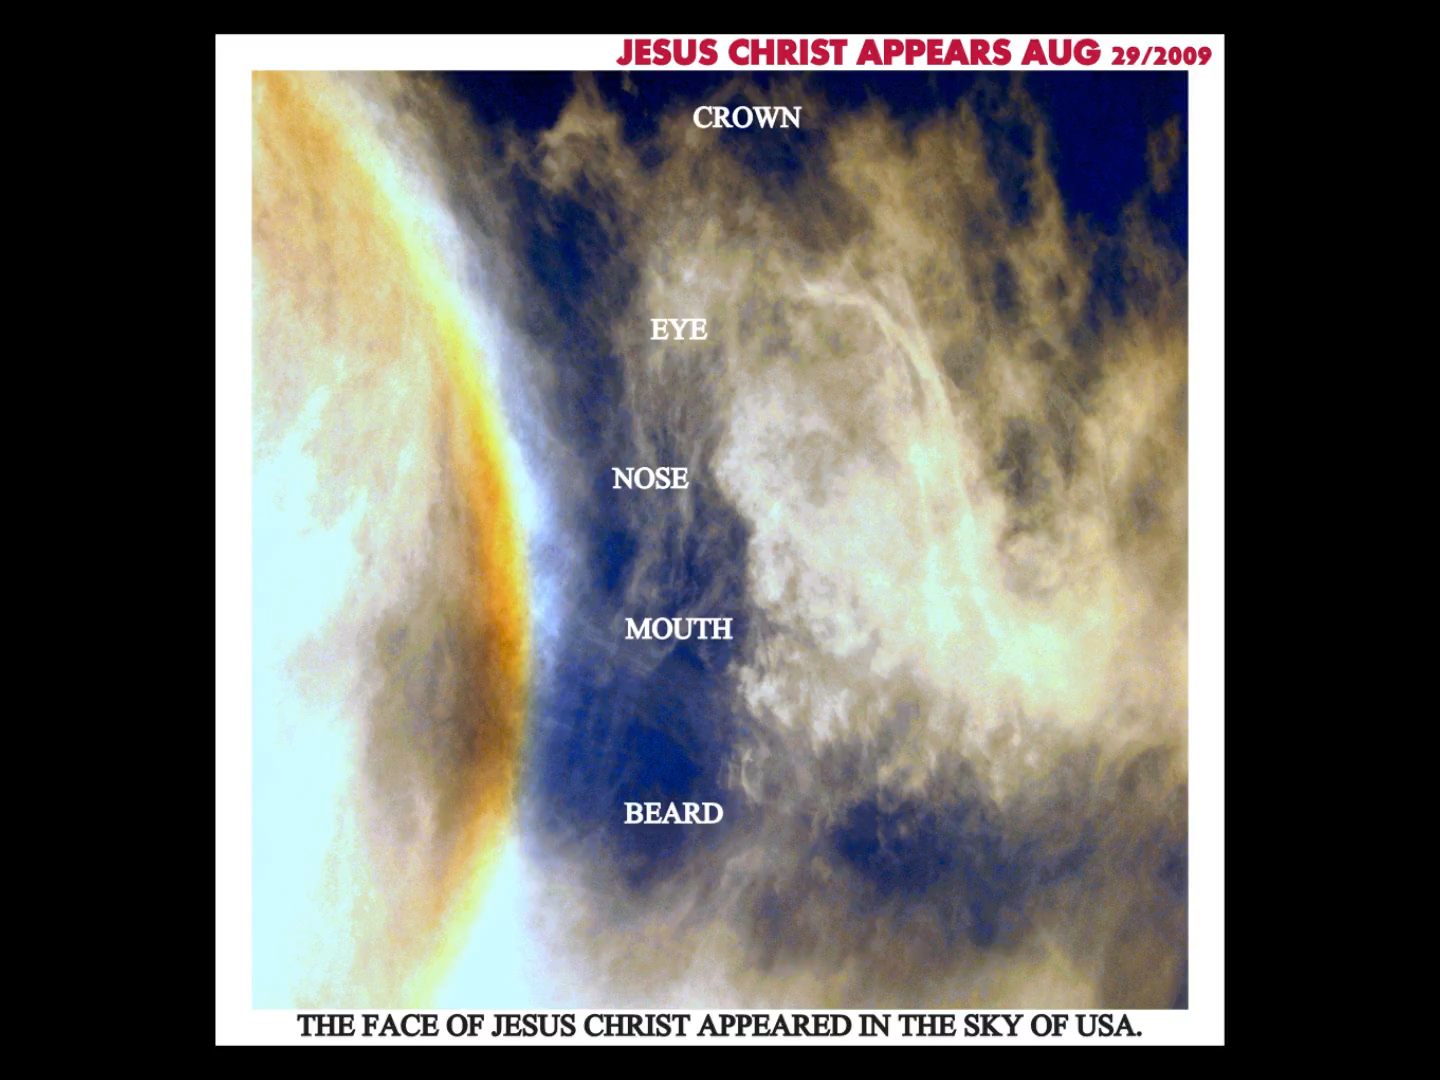 JESUS CHRIST APPEARS AUG 29/2009
CROWN
EYE
NOSE
MOUTH
BEARD
THE FACE OF JESUS CHRIST APPEARED IN THE SKY OF USA.